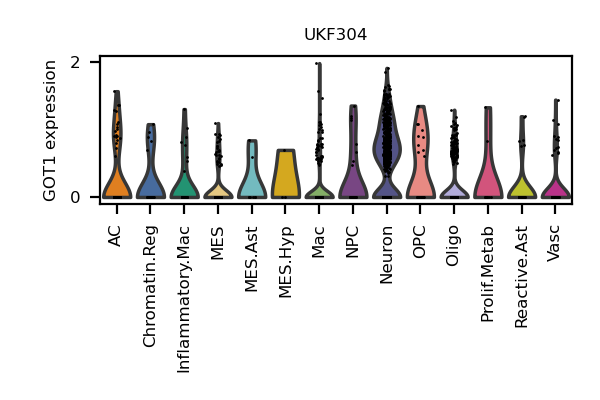 UKF304
GOT1 expression
2
0
AC
Chromatin.Reg
Inflammatory.Mac
MES
MES.Ast
MES.Hyp
Mac
NPC
Neuron
OPC
Oligo
Prolif.Metab
Reactive.Ast
Vasc